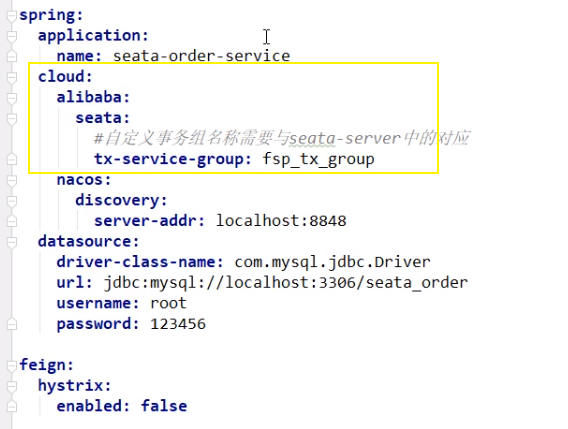 spring:
application:
name: seata-order-service
cloud:
alibaba:
seata:
#自定义事务组名称需要与seata-server中的对应
tx-service-group: fsp_tx_group
nacos:
discovery:
server-addr: localhost:8848
datasource:
driver-class-name: com.mysql.jdbc.Driver
url: jdbc:mysql://localhost:3306/seata_order
username: root
password: 123456
feign:
hystrix:
enabled: false